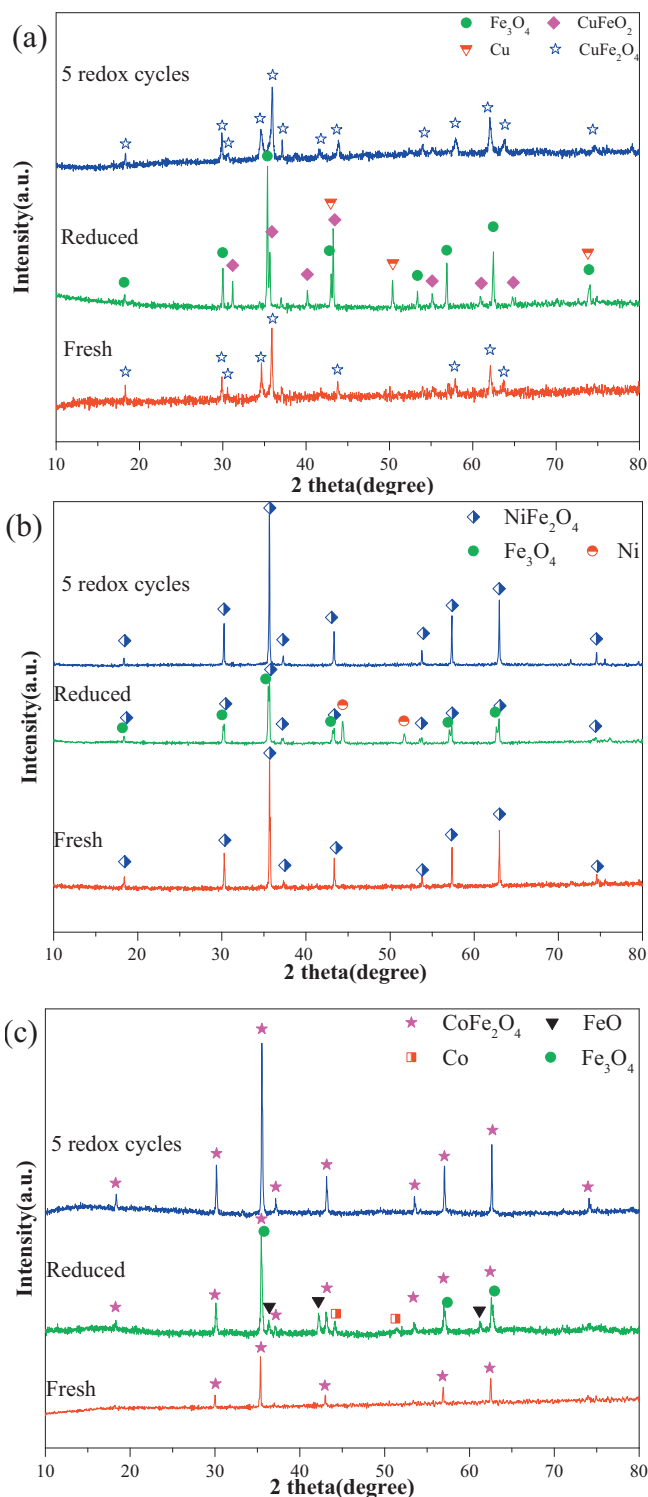 (a)
Fe₃O₄ CuFeO₂
Cu CuFe₂O₄
5 redox cycles
Reduced
Fresh
Intensity(a.u.)
10 20 30 40 50 60 70 80
2 theta(degree)
(b)
NiFe₂O₄
Fe₃O₄ Ni
5 redox cycles
Reduced
Fresh
Intensity(a.u.)
10 20 30 40 50 60 70 80
2 theta(degree)
(c)
CoFe₂O₄ FeO
Co Fe₃O₄
5 redox cycles
Reduced
Fresh
Intensity(a.u.)
10 20 30 40 50 60 70 80
2 theta(degree)